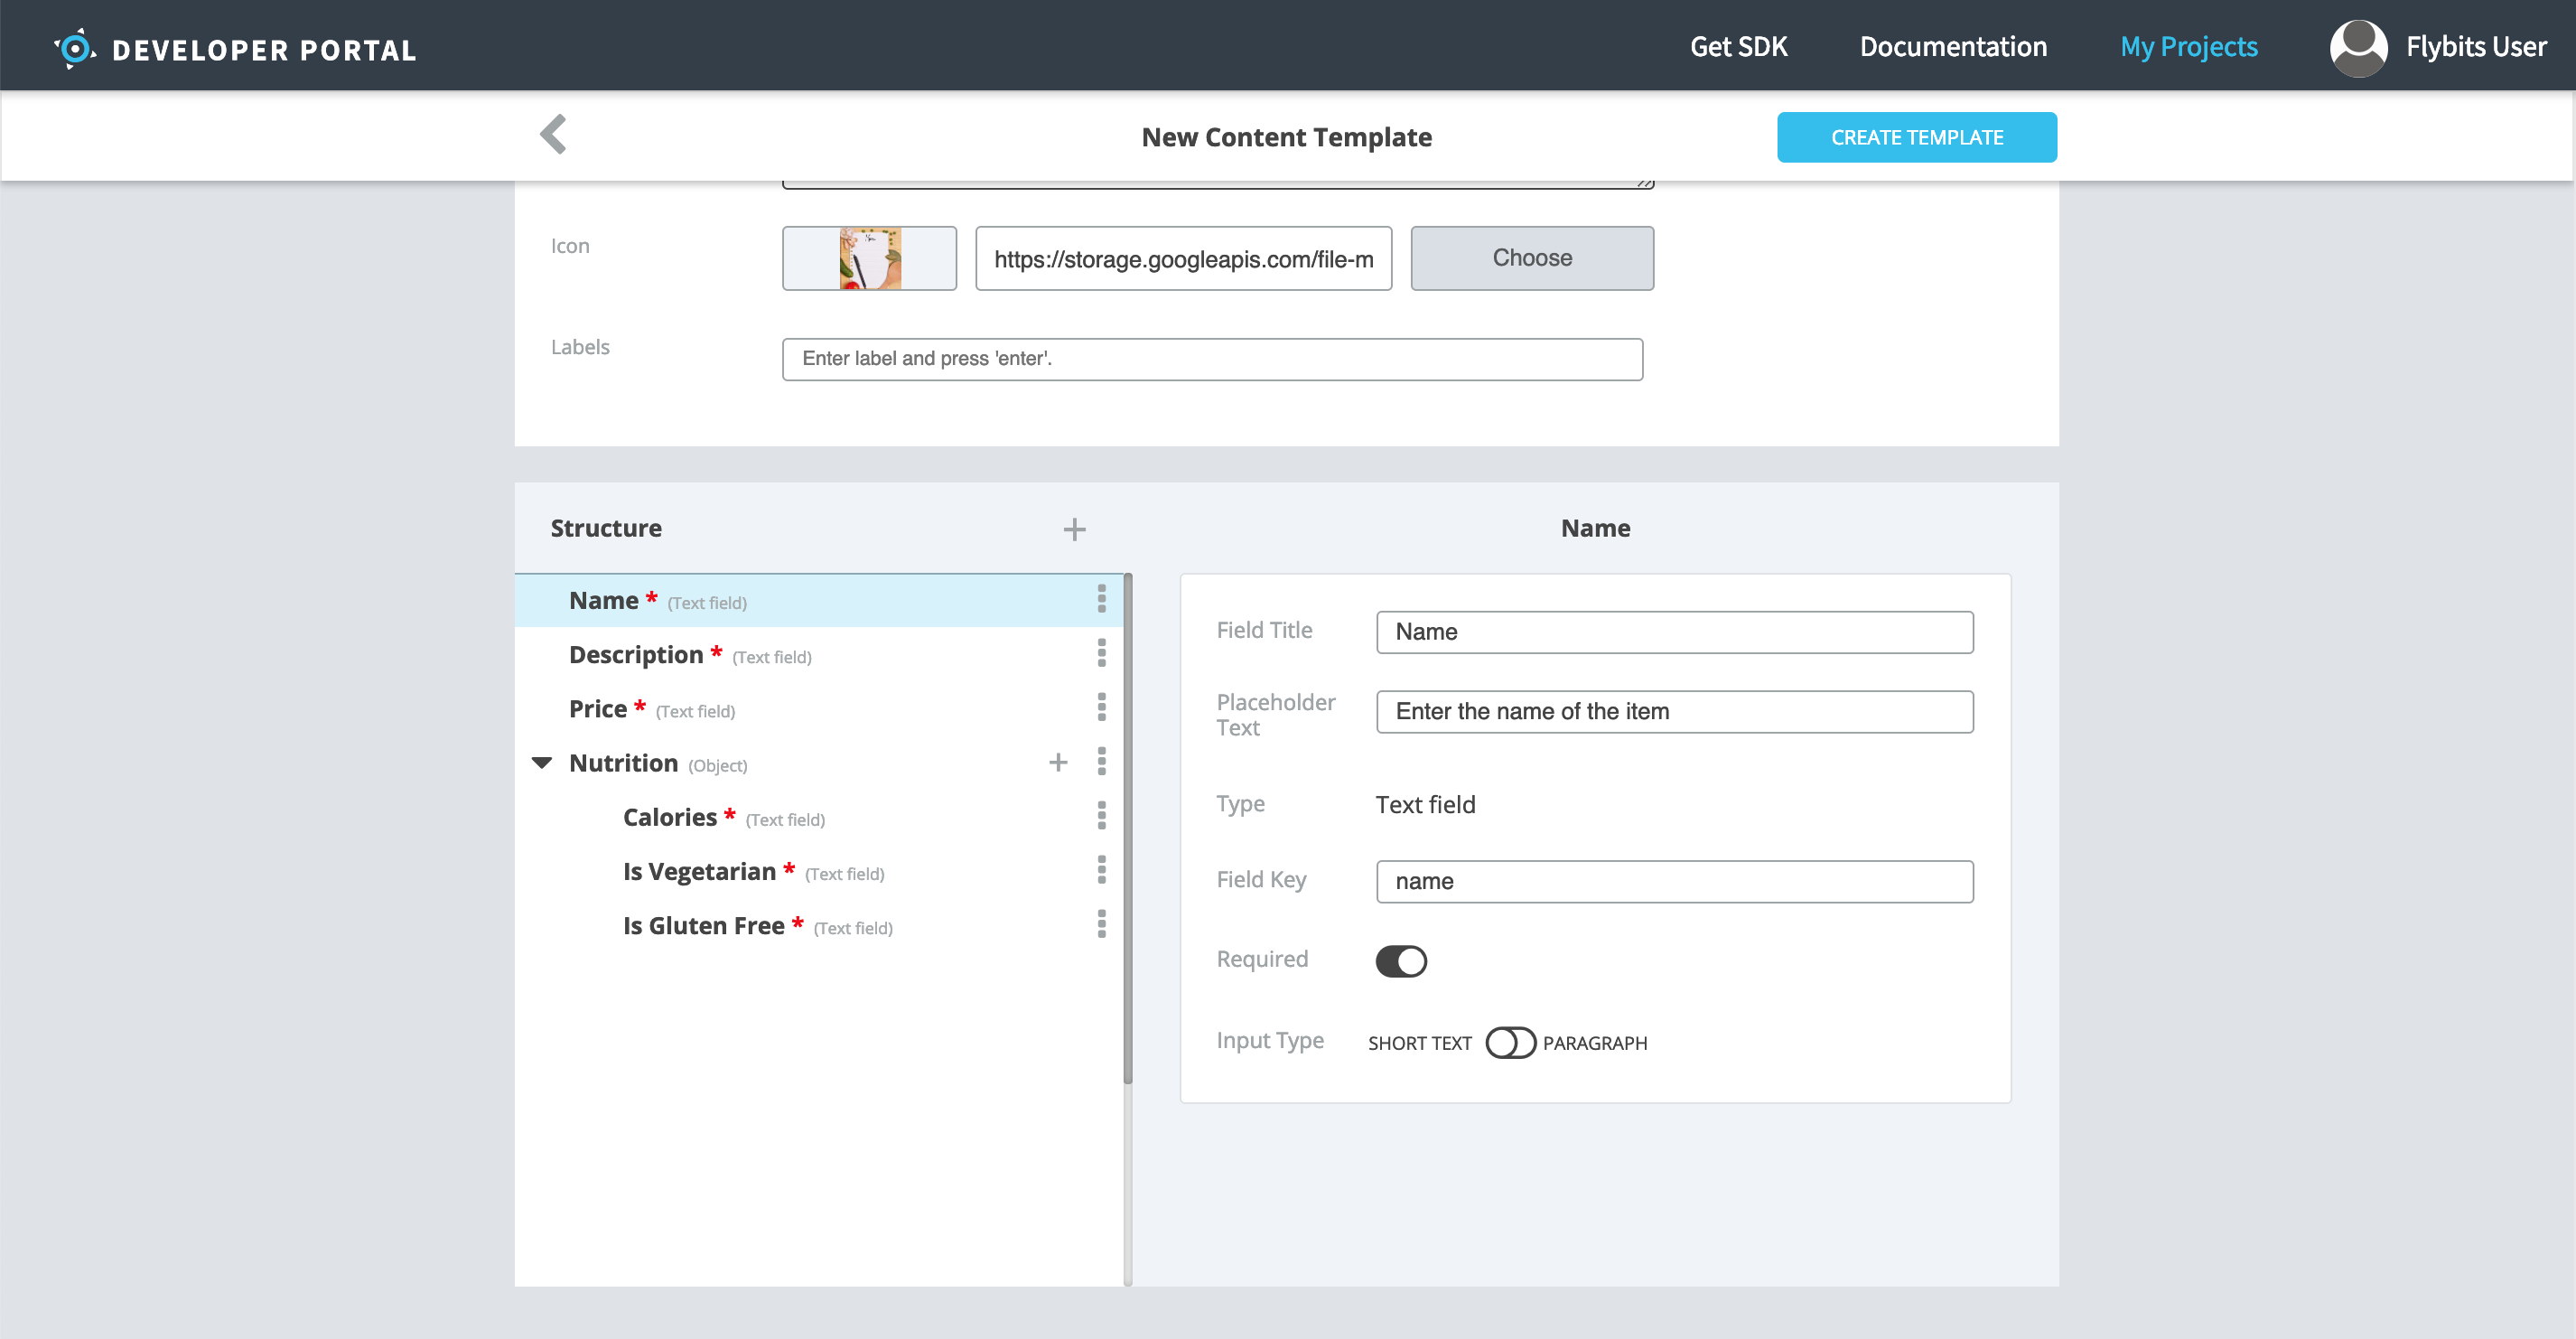 DEVELOPER PORTAL
Get SDK
Documentation
My Projects
Flybits User
New Content Template
CREATE TEMPLATE
Icon
https://storage.googleapis.com/file-m
Choose
Labels
Enter label and press 'enter'.
Structure
+
Name * (Text field)
Description * (Text field)
Price * (Text field)
Nutrition (Object) +
Calories * (Text field)
Is Vegetarian * (Text field)
Is Gluten Free * (Text field)
Name
Field Title
Name
Placeholder
Text
Enter the name of the item
Type
Text field
Field Key
name
Required
Input Type
SHORT TEXT
PARAGRAPH